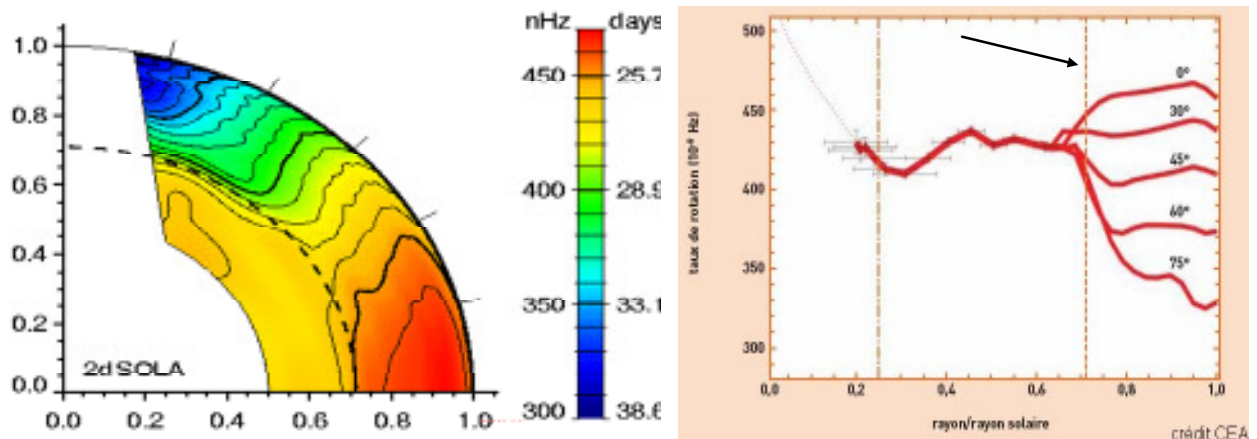 nHz days
1.0
0.8
0.6
0.4
0.2
0.0
2d SOLA
0.0 0.2 0.4 0.6 0.8 1.0
450 25.7
400 28.9
350 33.1
300 38.6
taux de rotation (10⁻⁹ Hz)
500
450
400
350
300
0°
30°
45°
60°
75°
0,0 0,2 0,4 0,6 0,8 1,0
rayon/rayon solaire
crédit CEA